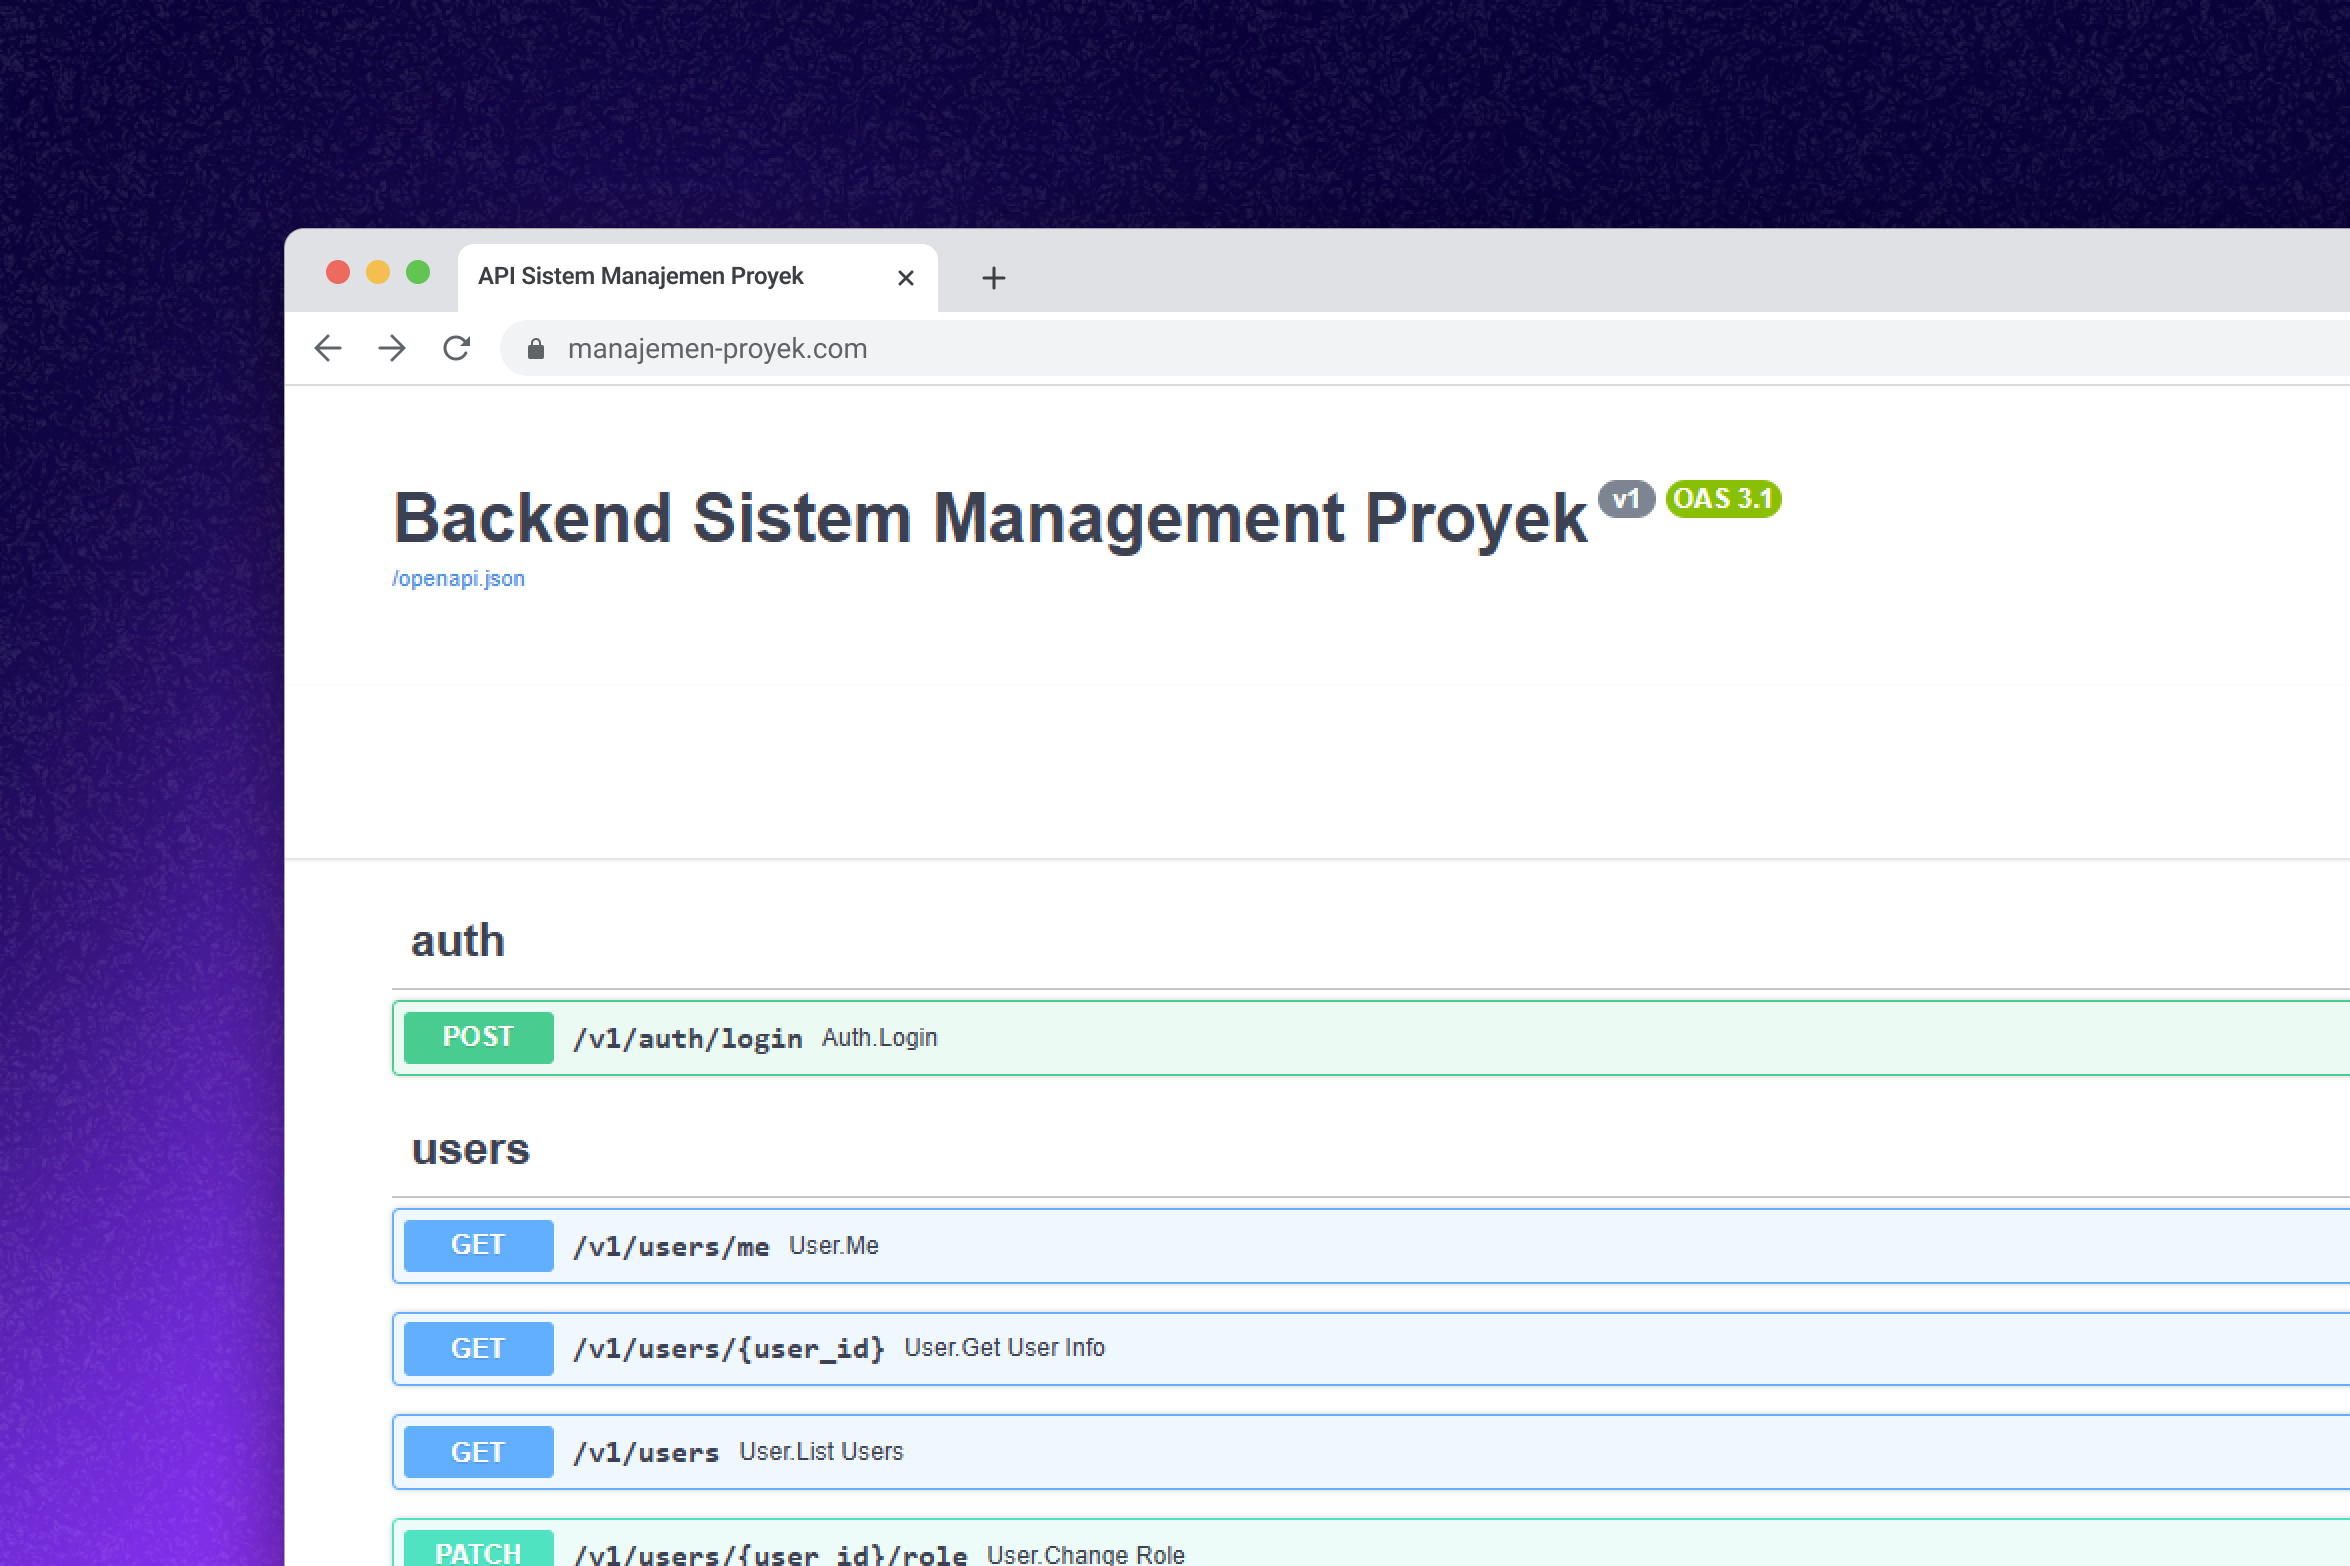 API Sistem Manajemen Proyek
manajemen-proyek.com
Backend Sistem Management Proyek v1 OAS 3.1
/openapi.json
auth
POST /v1/auth/login Auth.Login
users
GET /v1/users/me User.Me
GET /v1/users/{user_id} User.Get User Info
GET /v1/users User.List Users
PATCH /v1/users/{user_id}/role User.Change Role